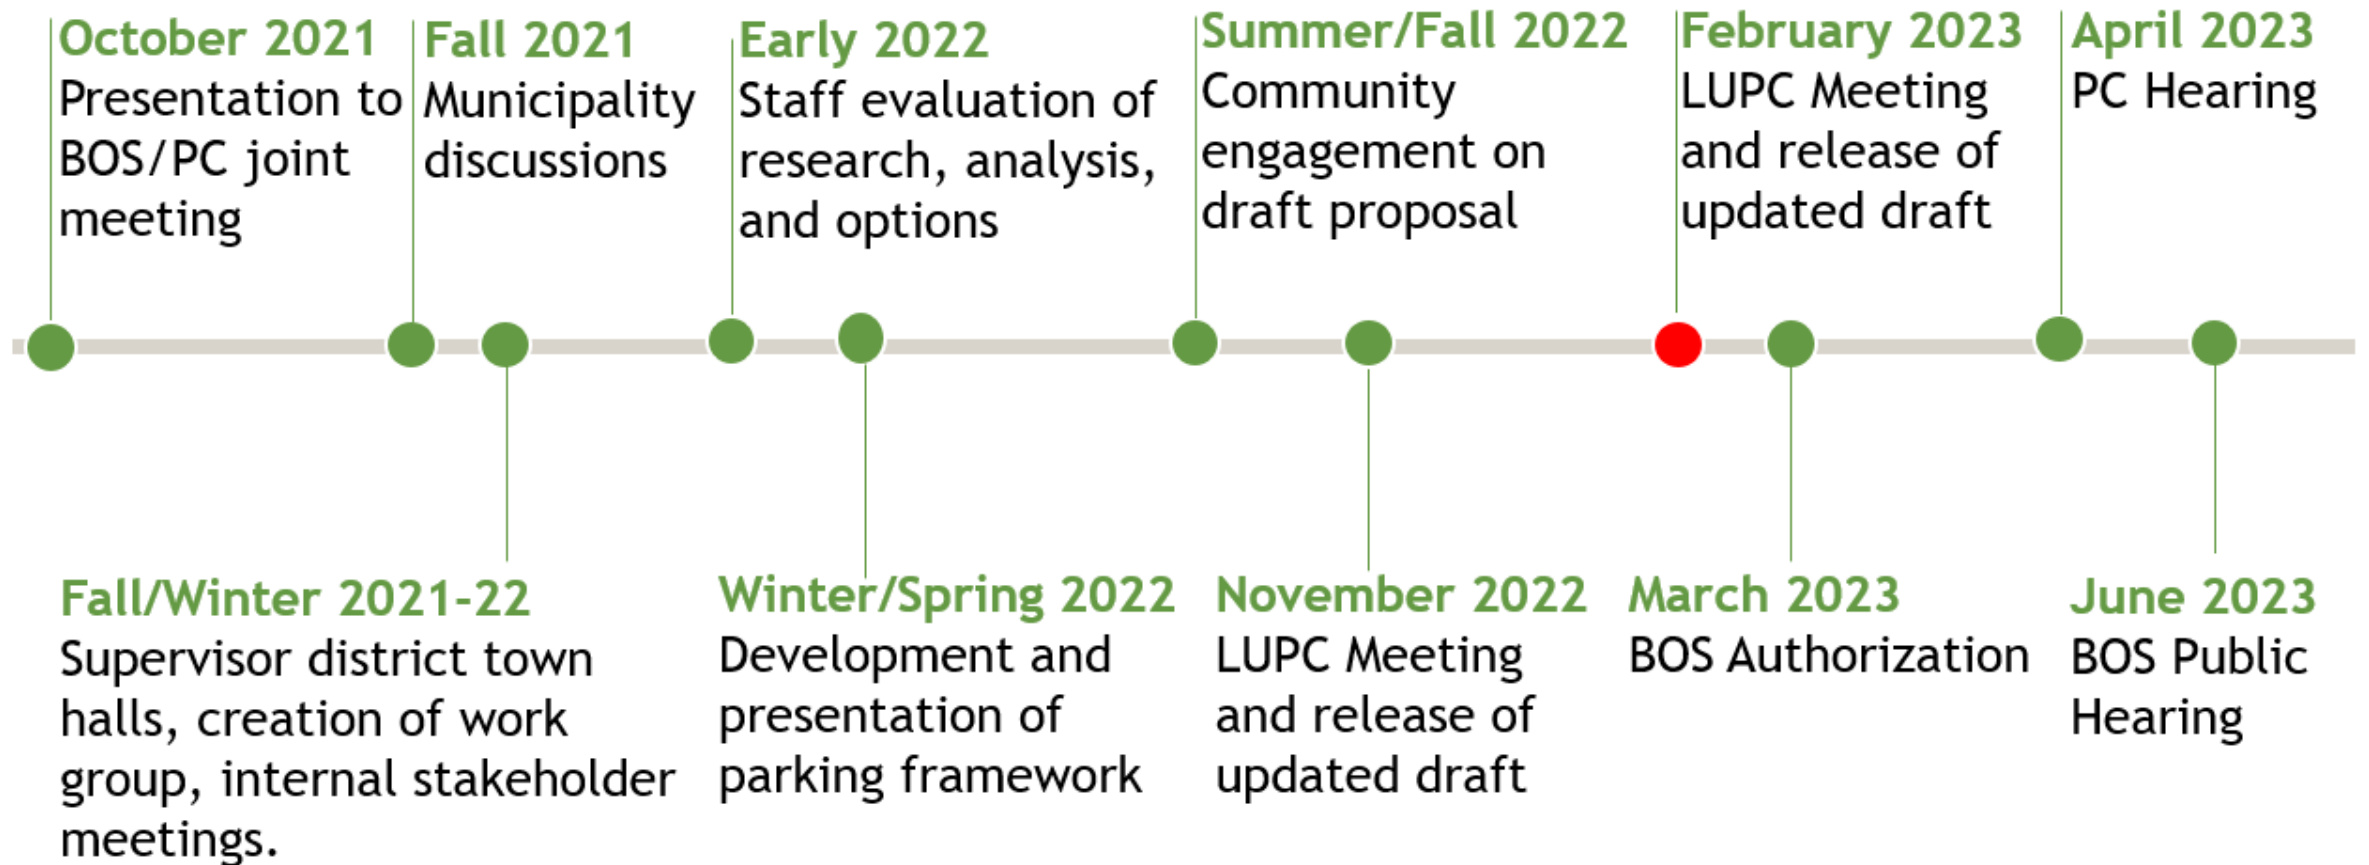 October 2021
Presentation to
BOS/PC joint
meeting
Fall 2021
Municipality
discussions
Early 2022
Staff evaluation of
research, analysis,
and options
Summer/Fall 2022
Community
engagement on
draft proposal
February 2023
LUPC Meeting
and release of
updated draft
April 2023
PC Hearing
Fall/Winter 2021-22
Supervisor district town
halls, creation of work
group, internal stakeholder
meetings.
Winter/Spring 2022
Development and
presentation of
parking framework
November 2022
LUPC Meeting
and release of
updated draft
March 2023
BOS Authorization
June 2023
BOS Public
Hearing